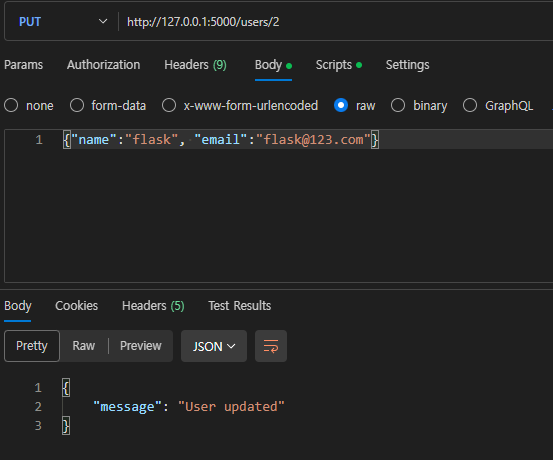 PUT http://127.0.0.1:5000/users/2
Params Authorization Headers (9) Body Scripts Settings
none form-data x-www-form-urlencoded raw binary GraphQL
1 {"name":"flask", "email":"flask@123.com"}
Body Cookies Headers (5) Test Results
Pretty Raw Preview JSON
1 {
2 "message": "User updated"
3 }